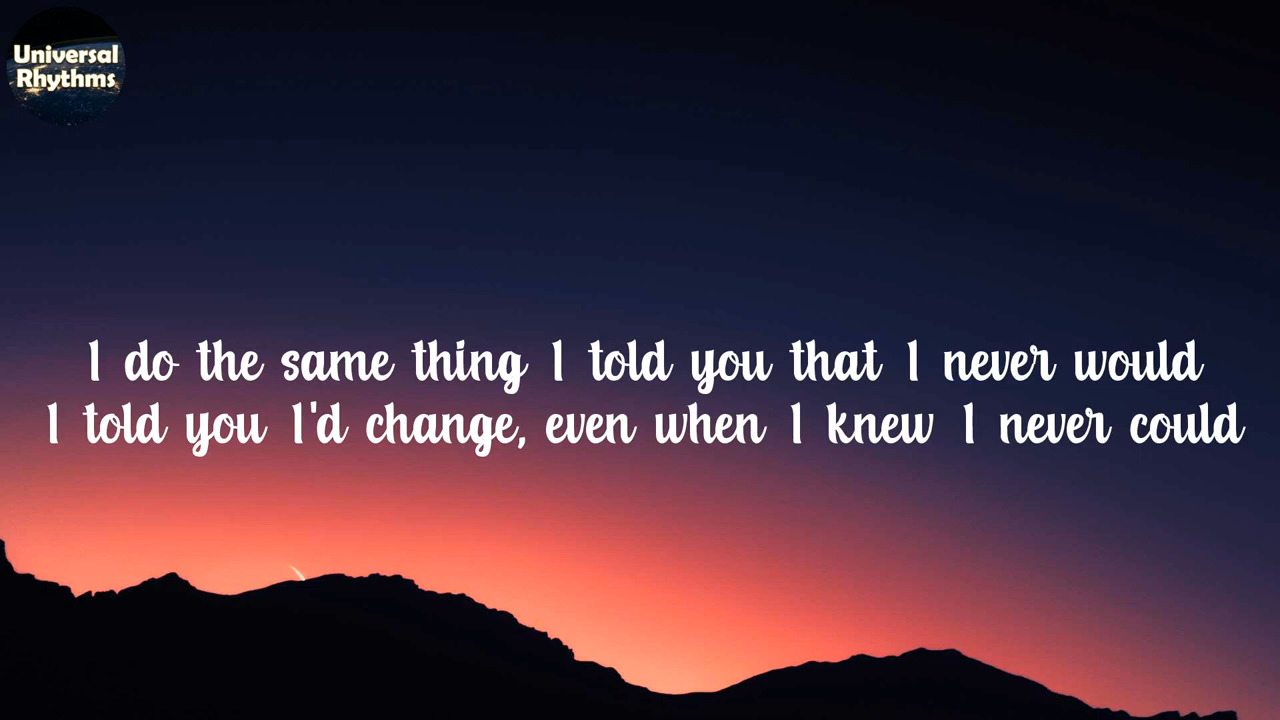 Universal
Rhythms
I do the same thing I told you that I never would
I told you I'd change, even when I knew I never could